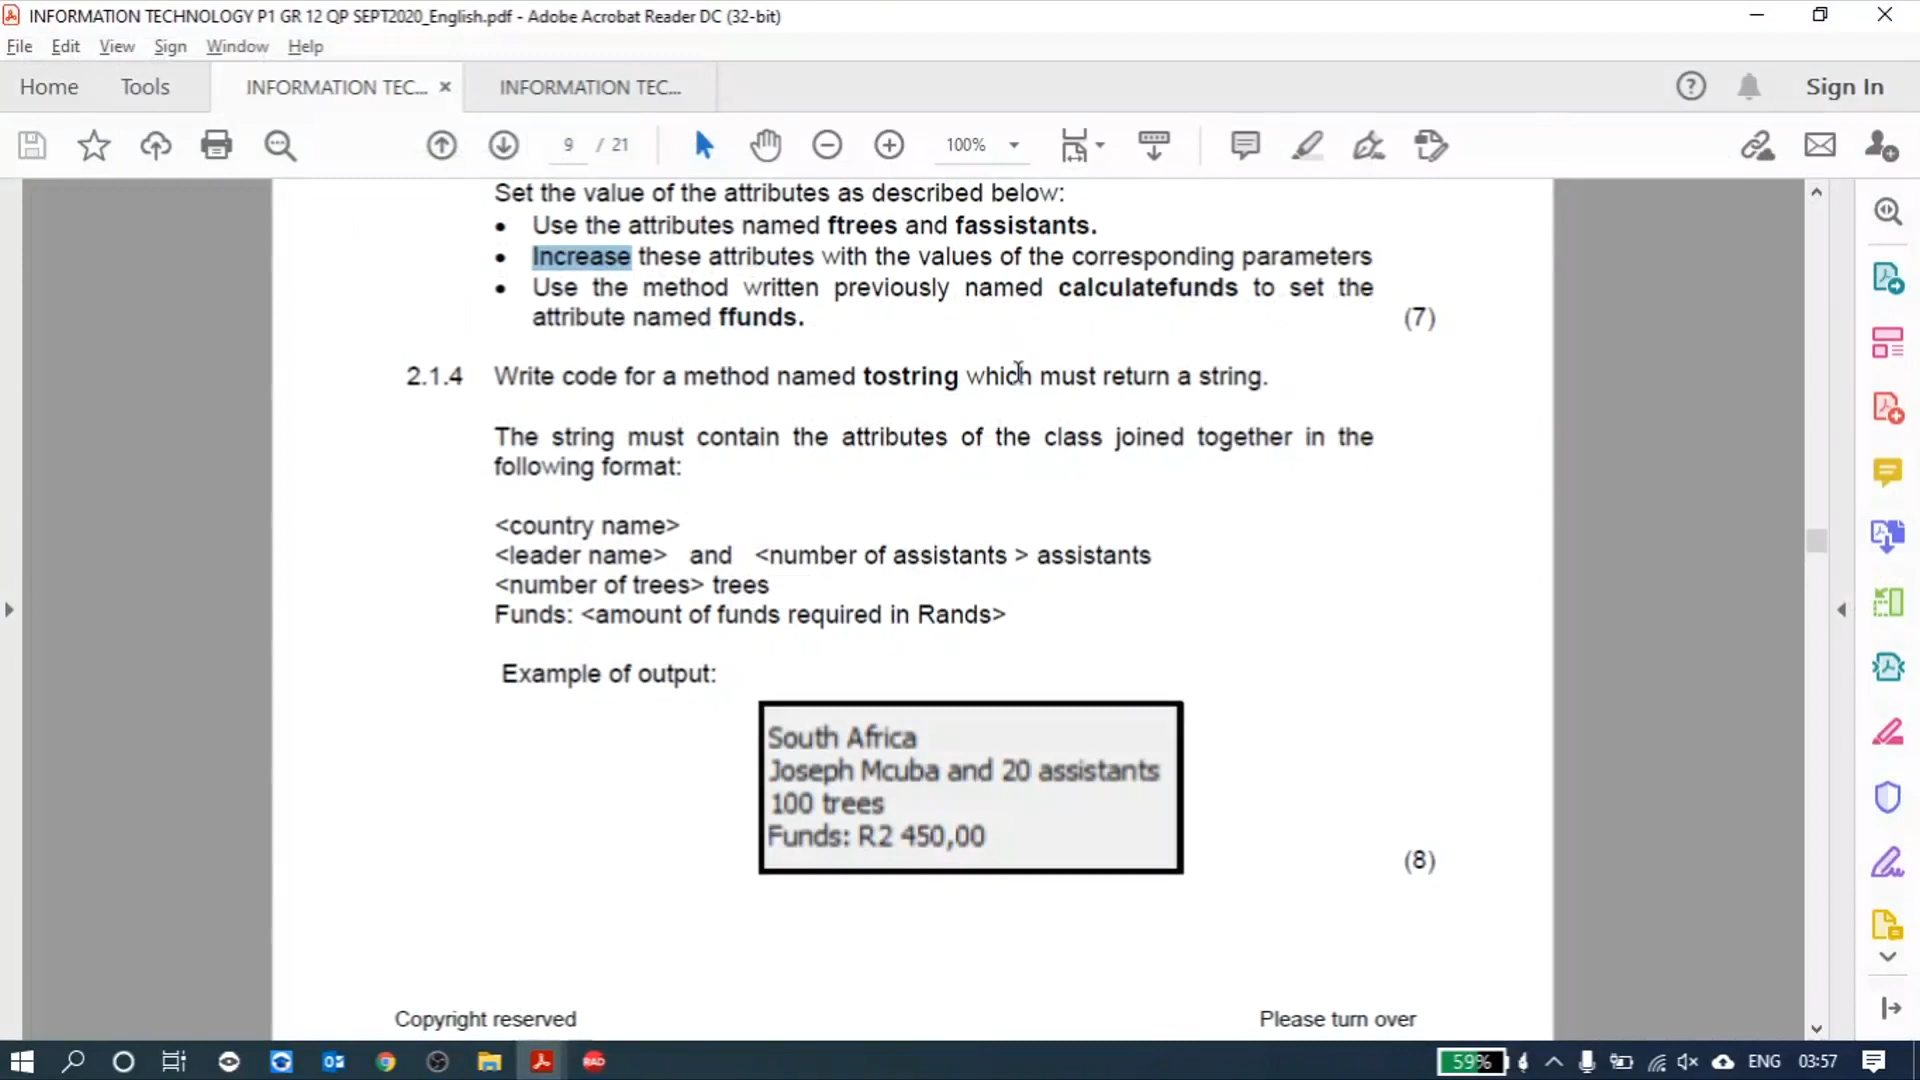 INFORMATION TECHNOLOGY P1 GR 12 QP SEPT2020_English.pdf - Adobe Acrobat Reader DC (32-bit)
File Edit View Sign Window Help
Home Tools INFORMATION TEC... × INFORMATION TEC... Sign In
9 / 21 100%
Set the value of the attributes as described below:
• Use the attributes named ftrees and fassistants.
• Increase these attributes with the values of the corresponding parameters
• Use the method written previously named calculatefunds to set the
attribute named ffunds. (7)
2.1.4 Write code for a method named tostring which must return a string.
The string must contain the attributes of the class joined together in the
following format:
<country name>
<leader name> and <number of assistants > assistants
<number of trees> trees
Funds: <amount of funds required in Rands>
Example of output:
South Africa
Joseph Mcuba and 20 assistants
100 trees
Funds: R2 450,00
(8)
Copyright reserved Please turn over
RAD 59% ENG 03:57